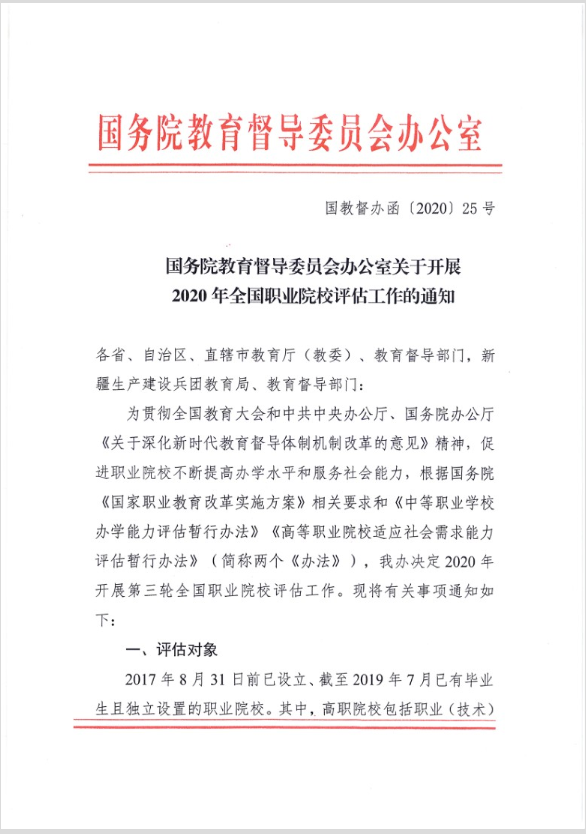 国务院教育督导委员会办公室
国教督办函〔2020〕25 号
国务院教育督导委员会办公室关于开展
2020 年全国职业院校评估工作的通知
各省、自治区、直辖市教育厅（教委）、教育督导部门，新
疆生产建设兵团教育局、教育督导部门：
为贯彻全国教育大会和中共中央办公厅、国务院办公厅
《关于深化新时代教育督导体制机制改革的意见》精神，促
进职业院校不断提高办学水平和服务社会能力，根据国务院
《国家职业教育改革实施方案》相关要求和《中等职业学校
办学能力评估暂行办法》《高等职业院校适应社会需求能力
评估暂行办法》（简称两个《办法》），我办决定 2020 年
开展第三轮全国职业院校评估工作。现将有关事项通知如
下：
一、评估对象
2017 年 8 月 31 日前已设立、截至 2019 年 7 月已有毕业
生且独立设置的职业院校。其中，高职院校包括职业（技术）